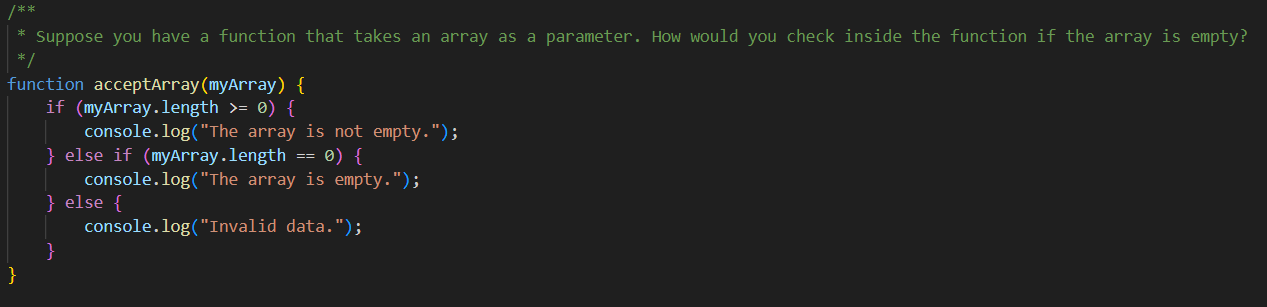 /**
 * Suppose you have a function that takes an array as a parameter. How would you check inside the function if the array is empty?
 */
function acceptArray(myArray) {
    if (myArray.length >= 0) {
        console.log("The array is not empty.");
    } else if (myArray.length == 0) {
        console.log("The array is empty.");
    } else {
        console.log("Invalid data.");
    }
}